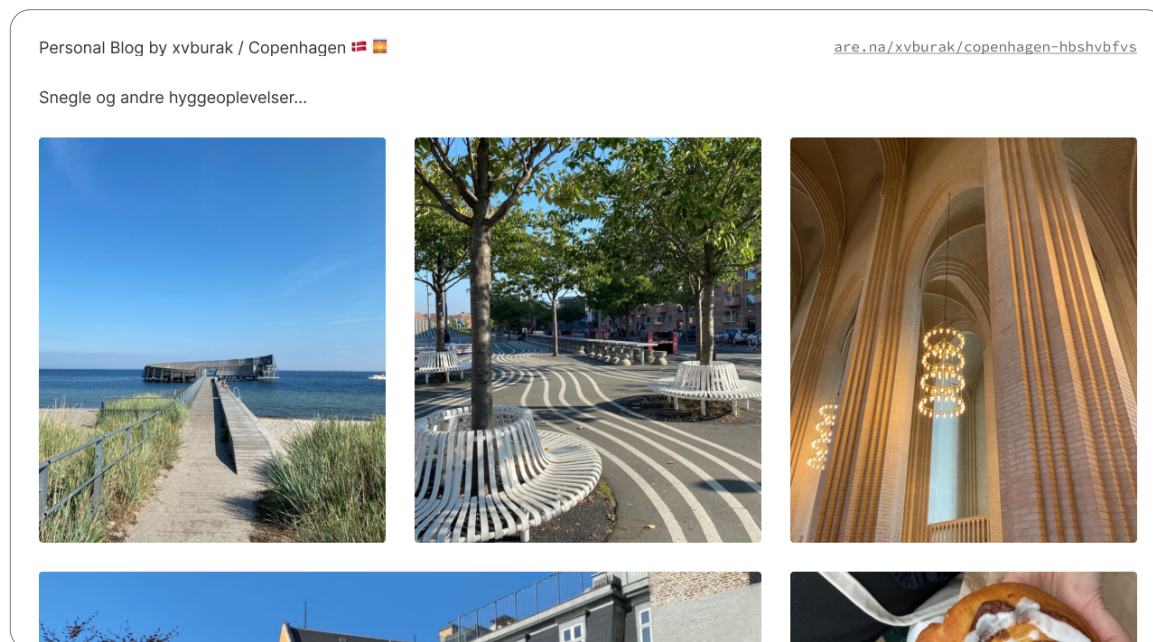 Personal Blog by xvburak / Copenhagen 🇩🇰 🌅
are.na/xvburak/copenhagen-hbshvbfvs
Snegle og andre hyggeoplevelser...